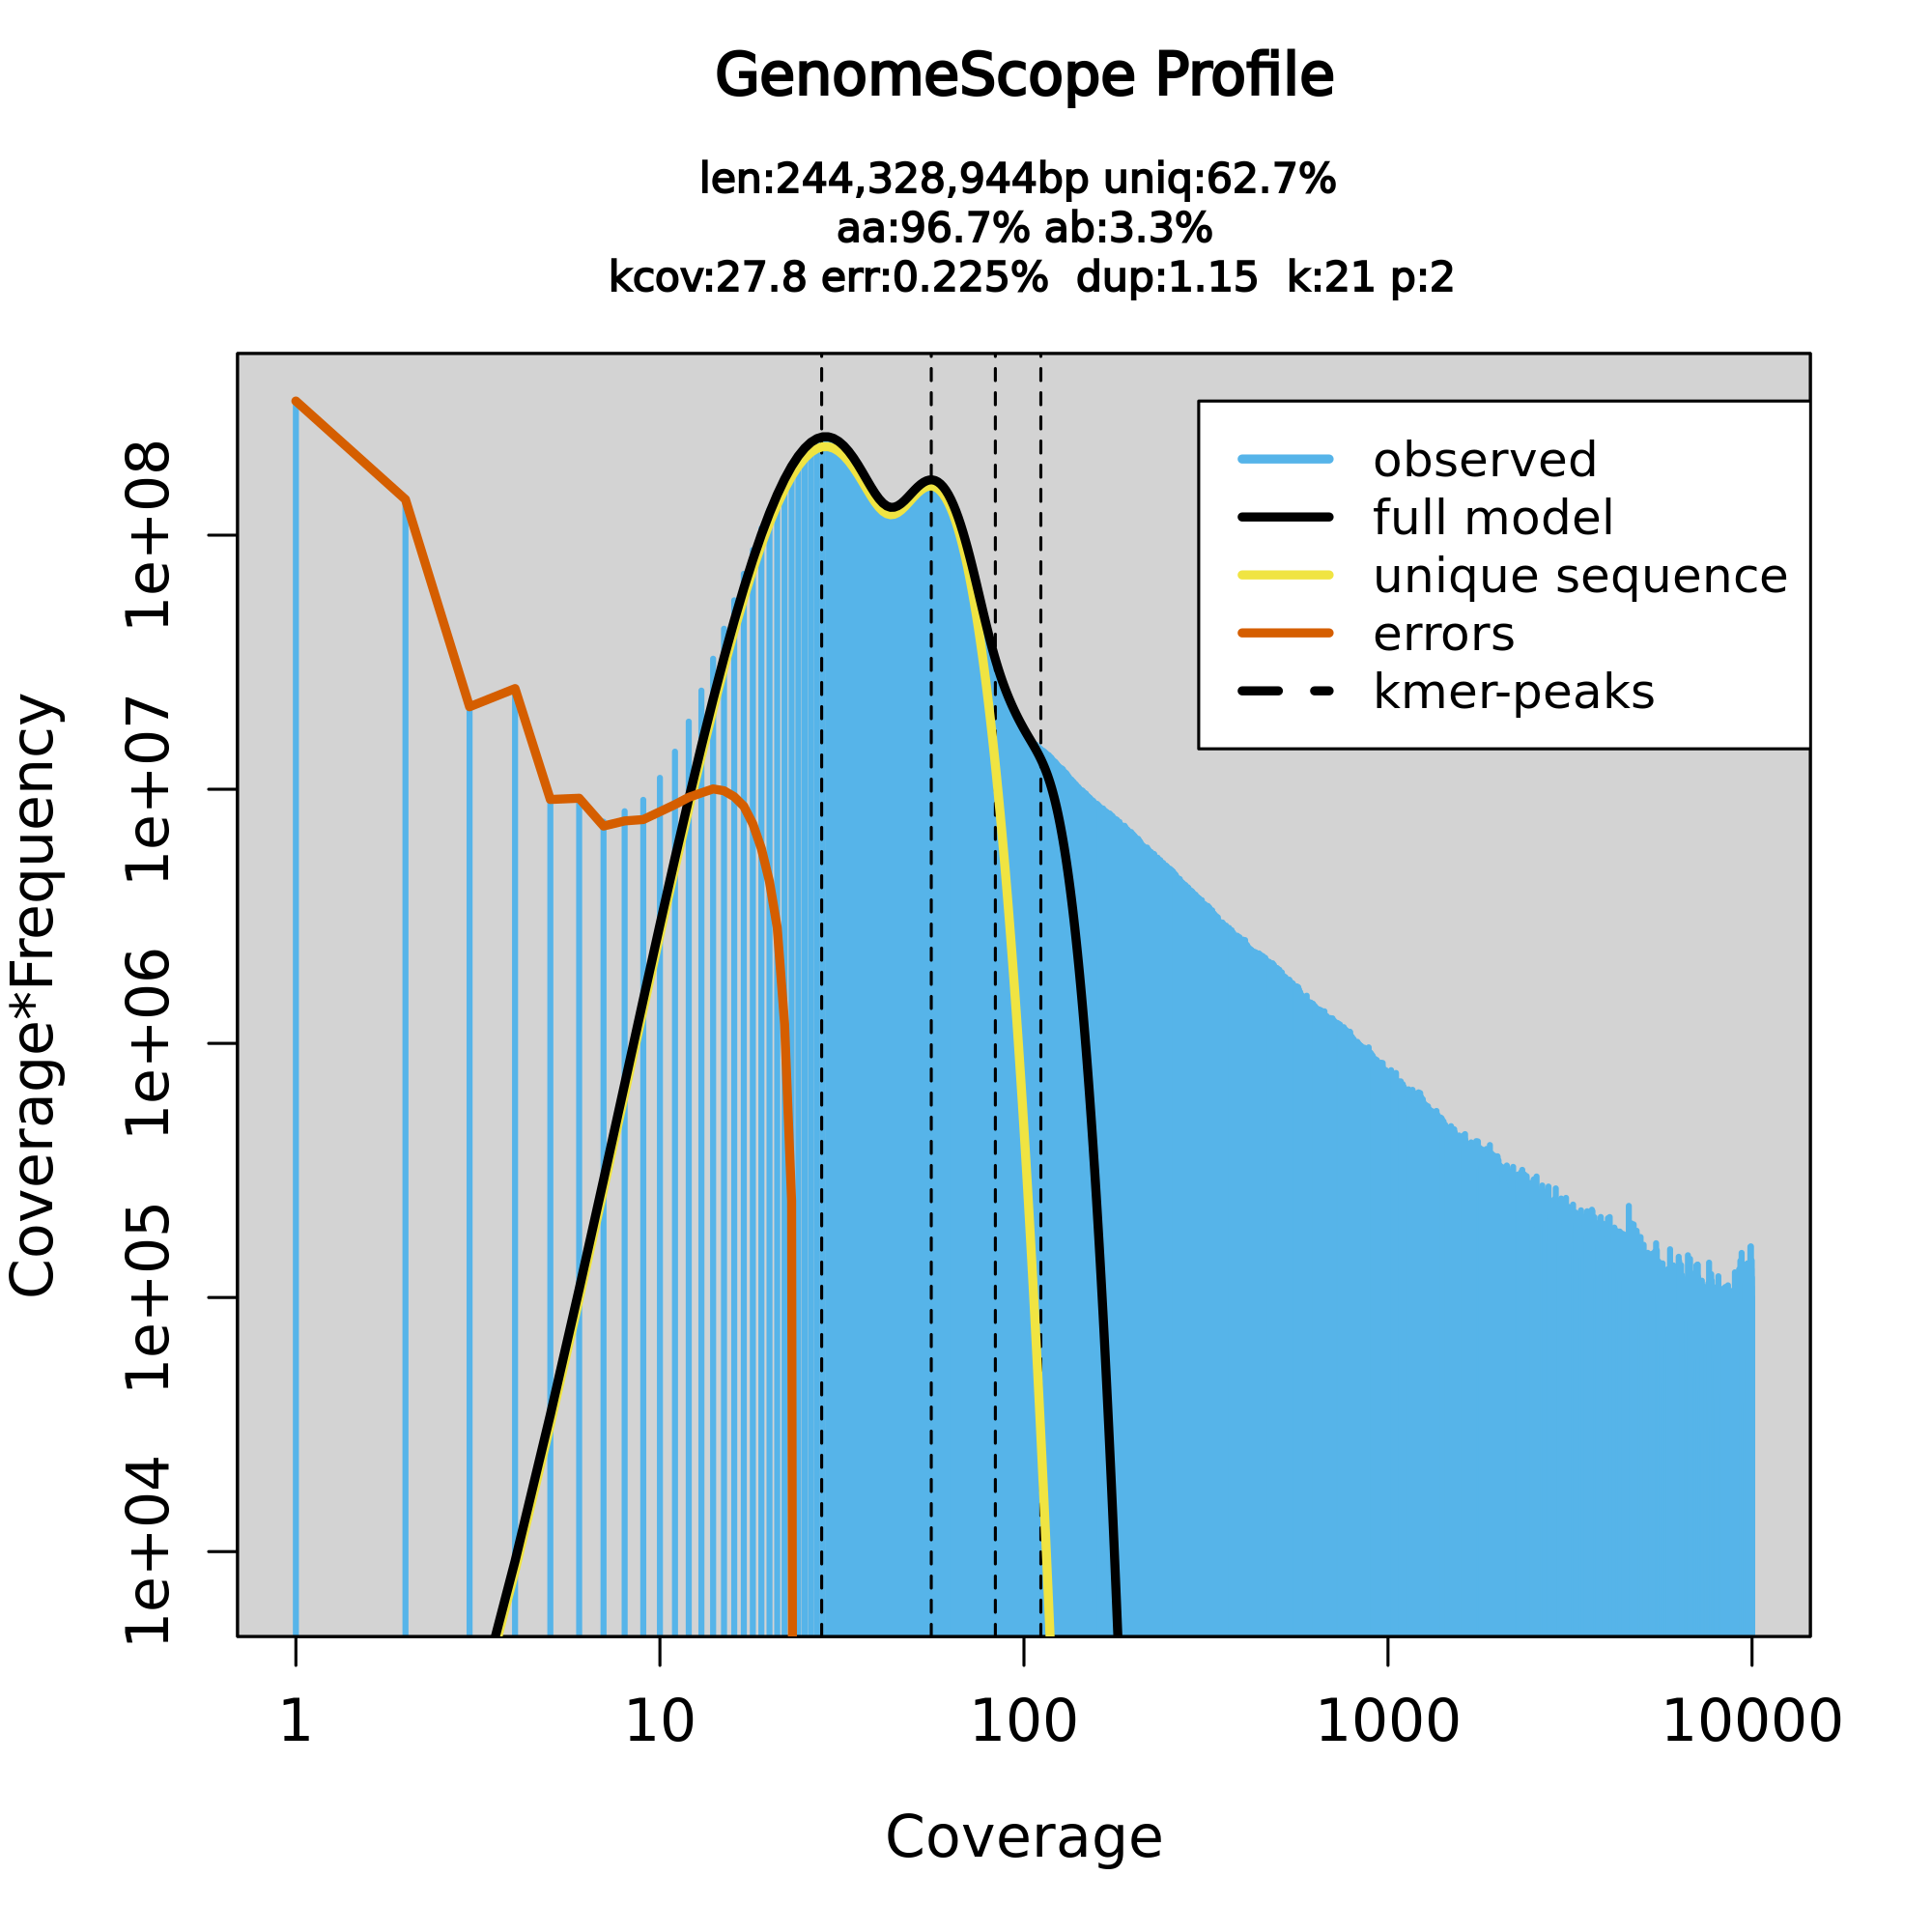 GenomeScope Profile
len:244,328,944bp uniq:62.7%
aa:96.7% ab:3.3%
kcov:27.8 err:0.225%  dup:1.15  k:21 p:2
observed
full model
unique sequence
errors
kmer-peaks
Coverage*Frequency
1e+08
1e+07
1e+06
1e+05
1e+04
1 10 100 1000 10000
Coverage